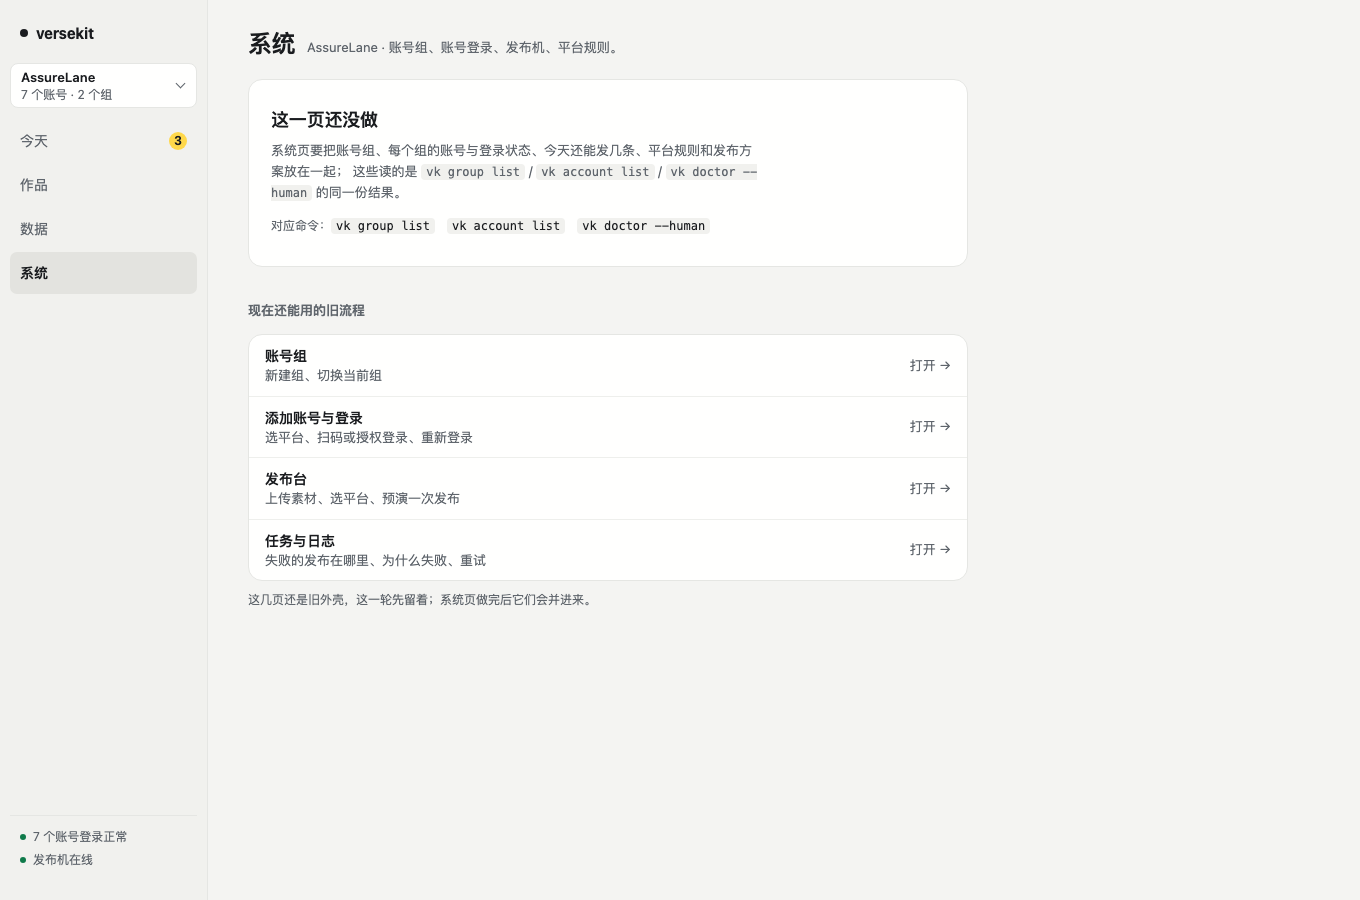 versekit
AssureLane
7 个账号 · 2 个组
今天
3
作品
数据
系统
7 个账号登录正常
发布机在线
系统
AssureLane · 账号组、账号登录、发布机、平台规则。
这一页还没做
系统页要把账号组、每个组的账号与登录状态、今天还能发几条、平台规则和发布方
案放在一起； 这些读的是 vk group list / vk account list / vk doctor --
human 的同一份结果。
对应命令： vk group list vk account list vk doctor --human
现在还能用的旧流程
账号组
新建组、切换当前组
打开 →
添加账号与登录
选平台、扫码或授权登录、重新登录
打开 →
发布台
上传素材、选平台、预演一次发布
打开 →
任务与日志
失败的发布在哪里、为什么失败、重试
打开 →
这几页还是旧外壳，这一轮先留着；系统页做完后它们会并进来。